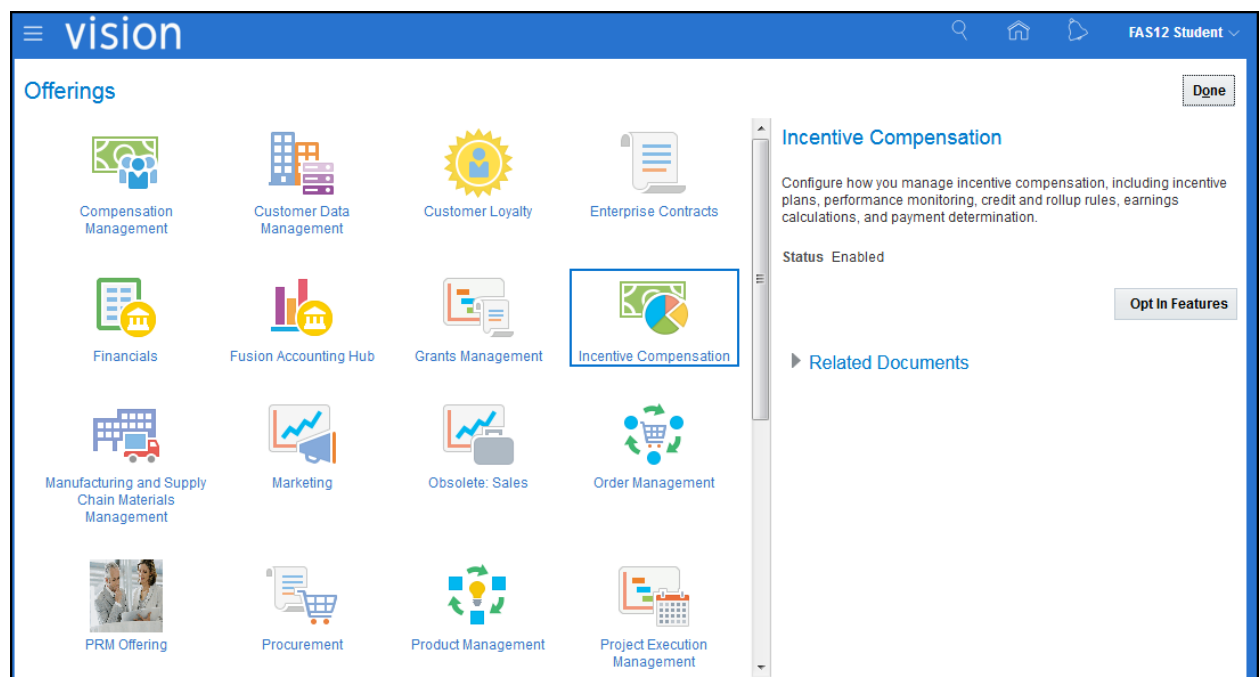 vision
FAS12 Student
Offerings
Done
Compensation
Management
Customer Data
Management
Customer Loyalty
Enterprise Contracts
Financials
Fusion Accounting Hub
Grants Management
Incentive Compensation
Manufacturing and Supply
Chain Materials
Management
Marketing
Obsolete: Sales
Order Management
PRM Offering
Procurement
Product Management
Project Execution
Management
Incentive Compensation
Configure how you manage incentive compensation, including incentive
plans, performance monitoring, credit and rollup rules, earnings
calculations, and payment determination.
Status Enabled
Opt In Features
Related Documents